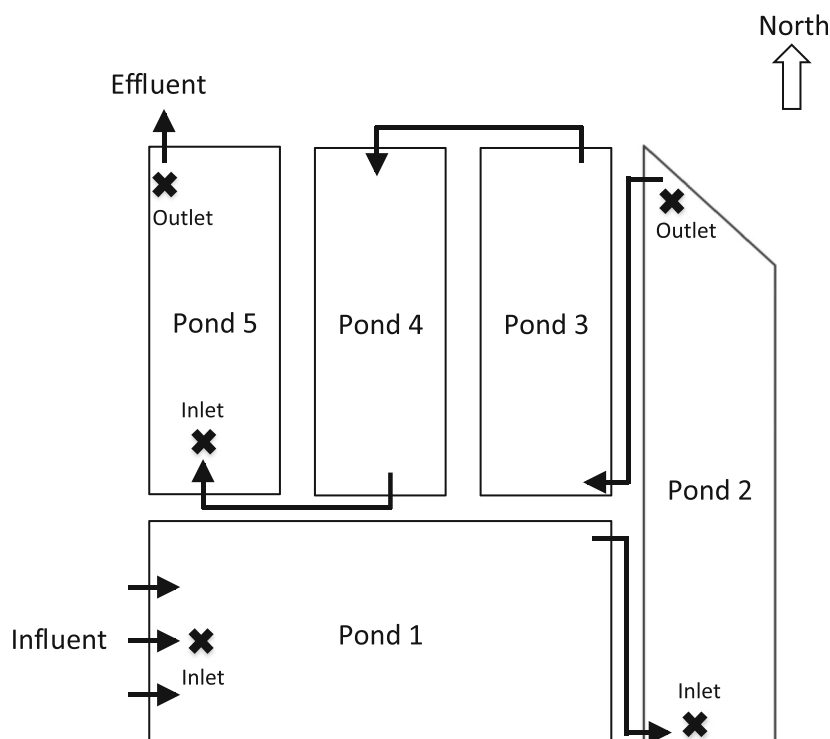 North
Effluent
Outlet
Outlet
Pond 5
Pond 4
Pond 3
Inlet
Pond 2
Influent
Pond 1
Inlet
Inlet